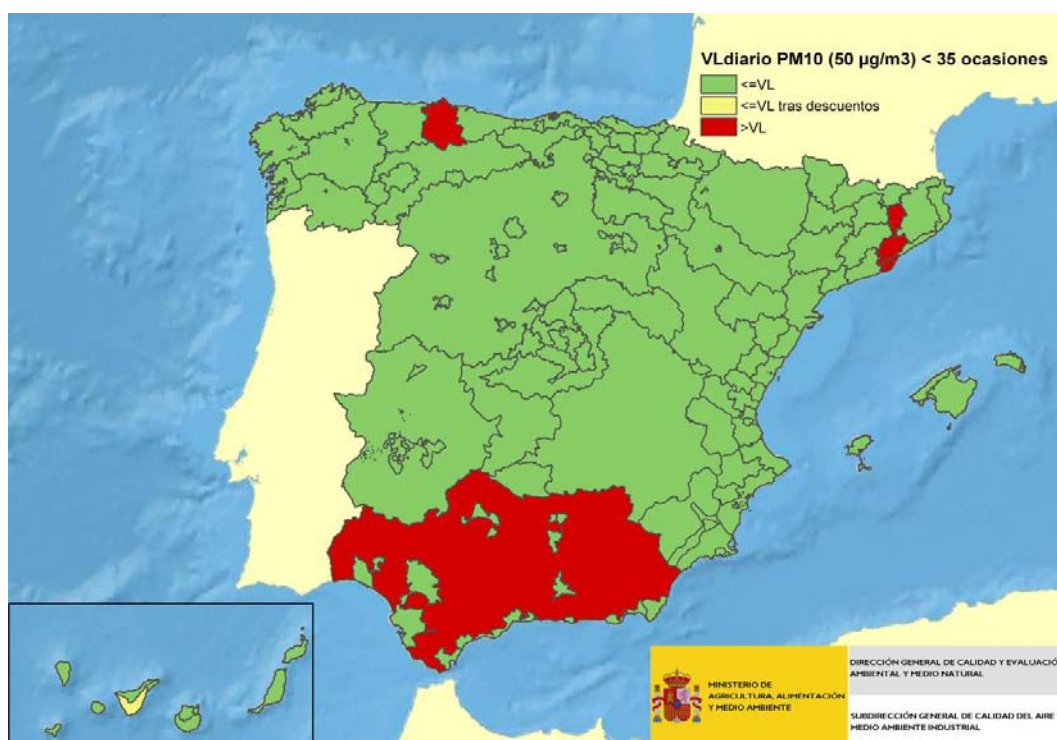 VLdiario PM10 (50 µg/m3) < 35 ocasiones
<=VL
<=VL tras descuentos
>VL
MINISTERIO DE
AGRICULTURA, ALIMENTACIÓN
Y MEDIO AMBIENTE
DIRECCIÓN GENERAL DE CALIDAD Y EVALUACIÓ
AMBIENTAL Y MEDIO NATURAL
SUBDIRECCIÓN GENERAL DE CALIDAD DEL AIRE
MEDIO AMBIENTE INDUSTRIAL